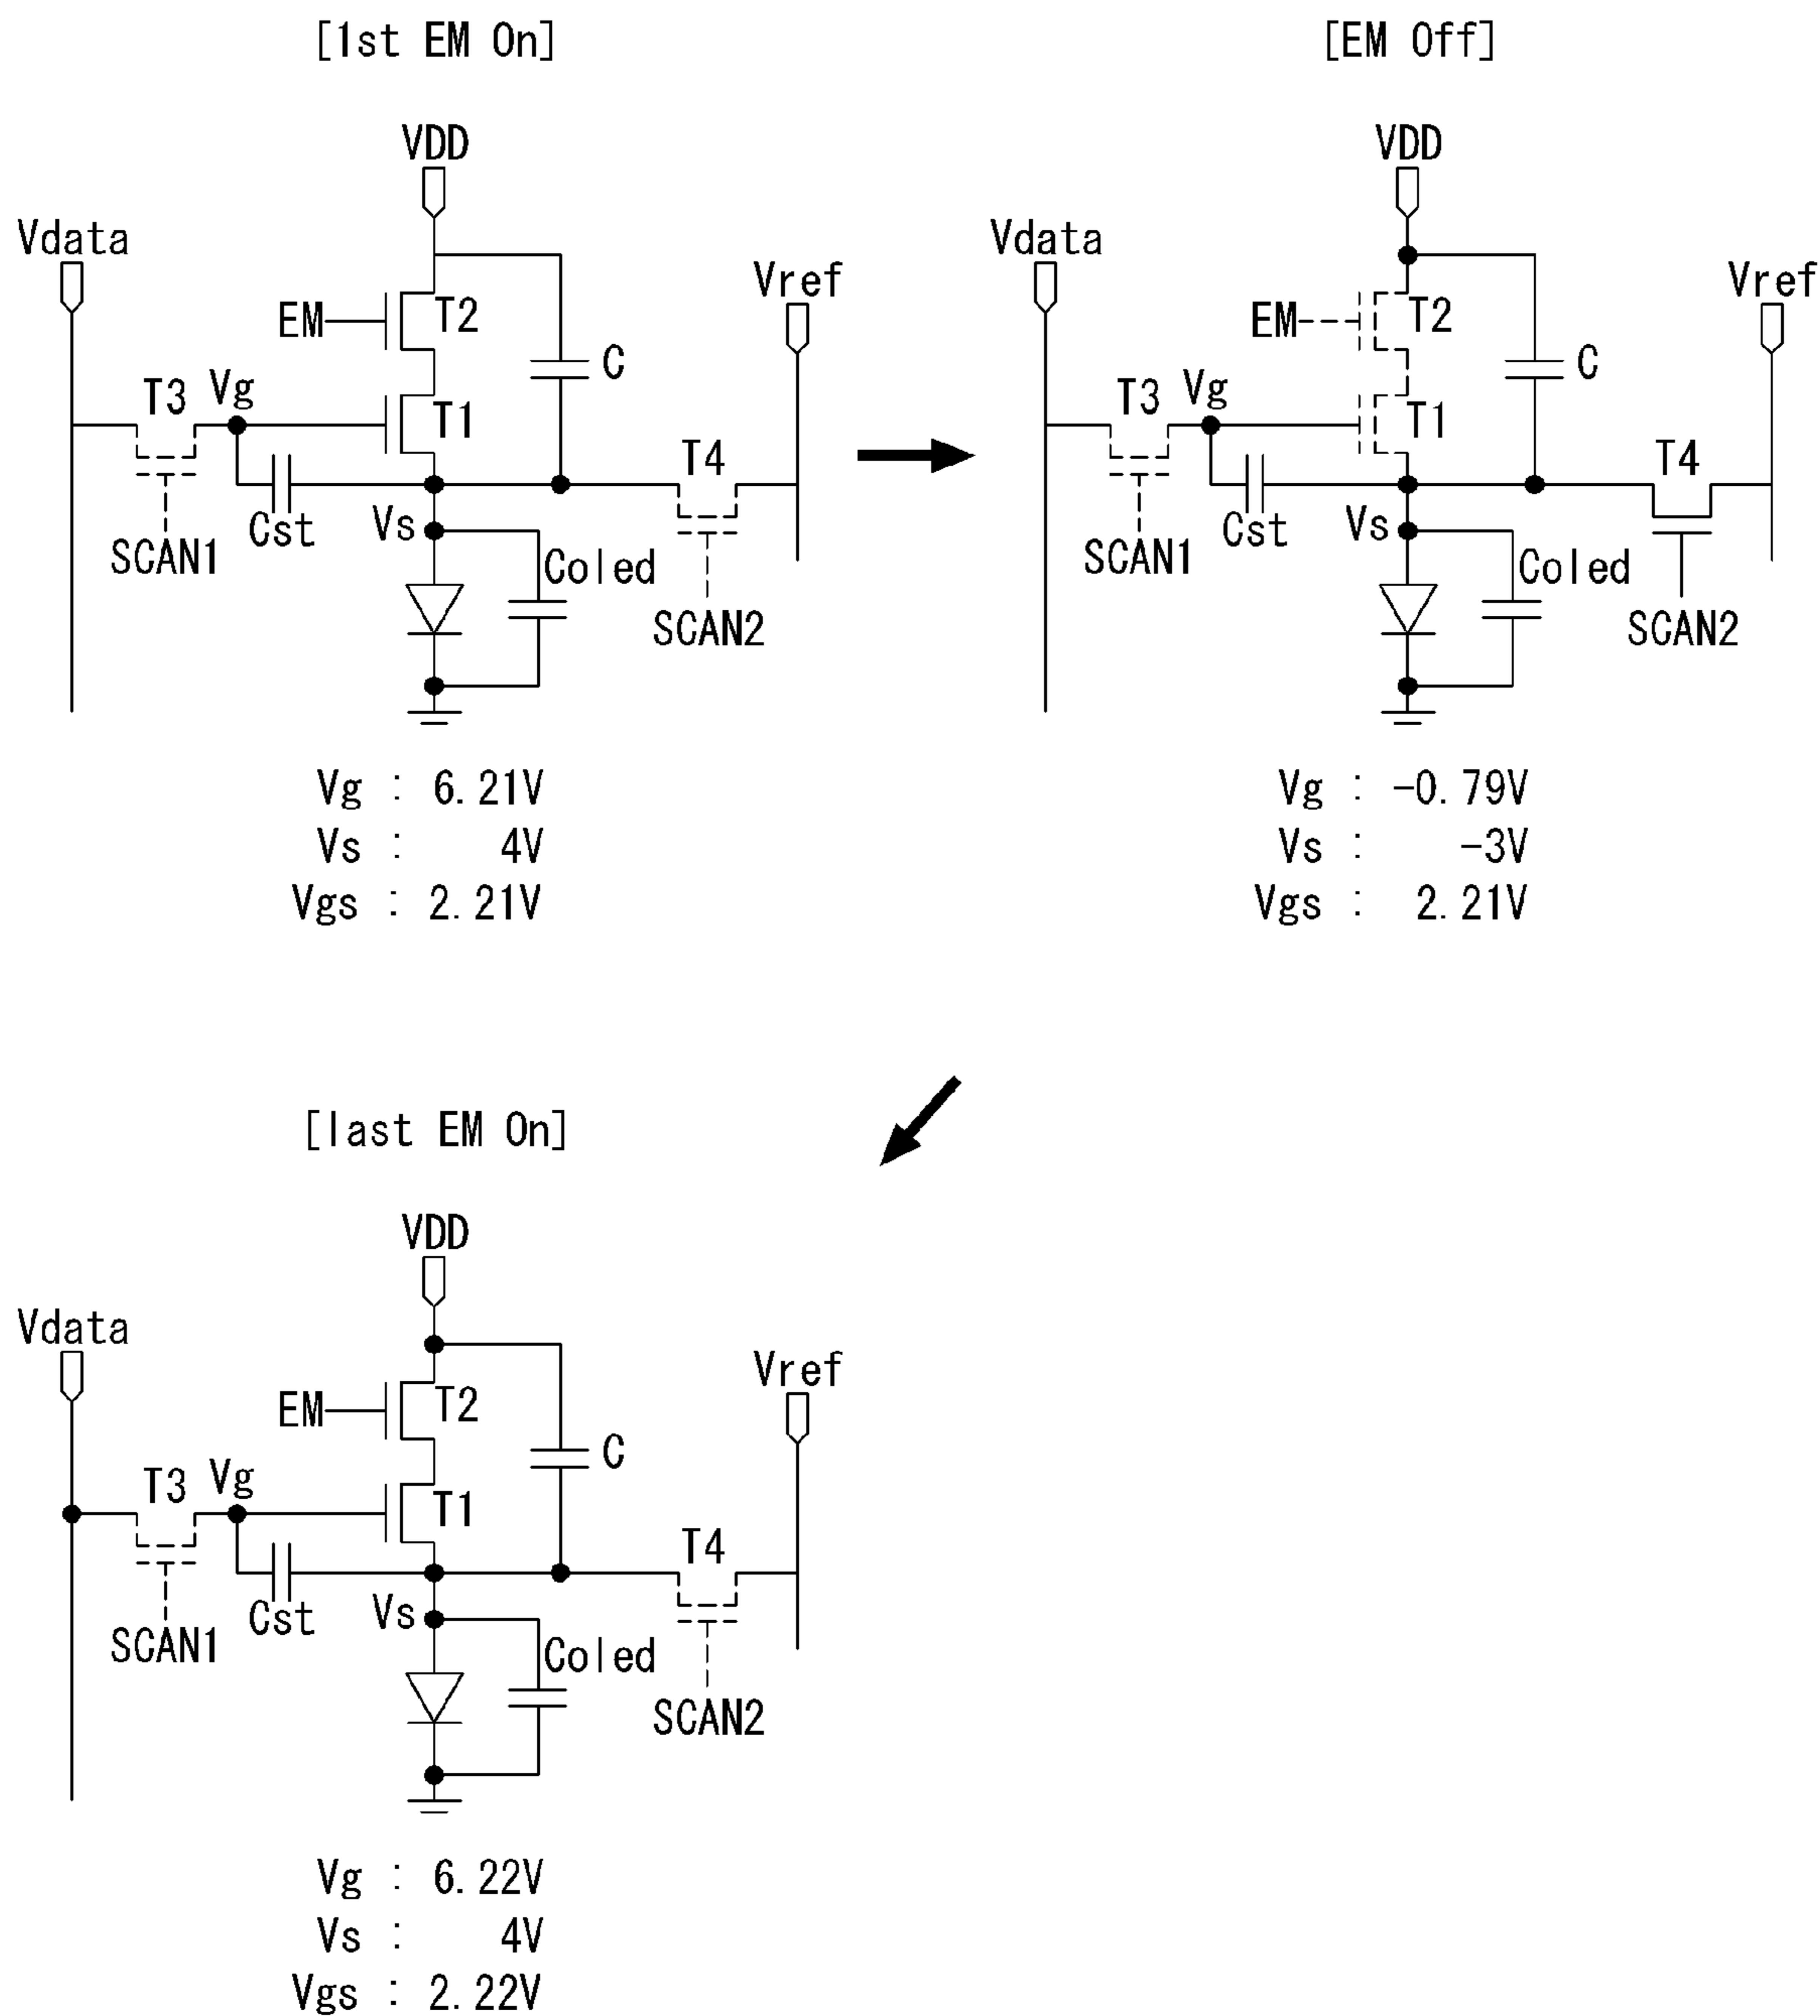 [1st EM On]
VDD
Vdata
Vref
EM
T2
C
T3
Vg
T1
T4
Cst
Vs
SCAN1
Coled
SCAN2
Vg : 6.21V
Vs : 4V
Vgs : 2.21V
[EM Off]
VDD
Vdata
Vref
EM
T2
C
T3
Vg
T1
T4
Cst
Vs
SCAN1
Coled
SCAN2
Vg : -0.79V
Vs : -3V
Vgs : 2.21V
[last EM On]
VDD
Vdata
Vref
EM
T2
C
T3
Vg
T1
T4
Cst
Vs
SCAN1
Coled
SCAN2
Vg : 6.22V
Vs : 4V
Vgs : 2.22V